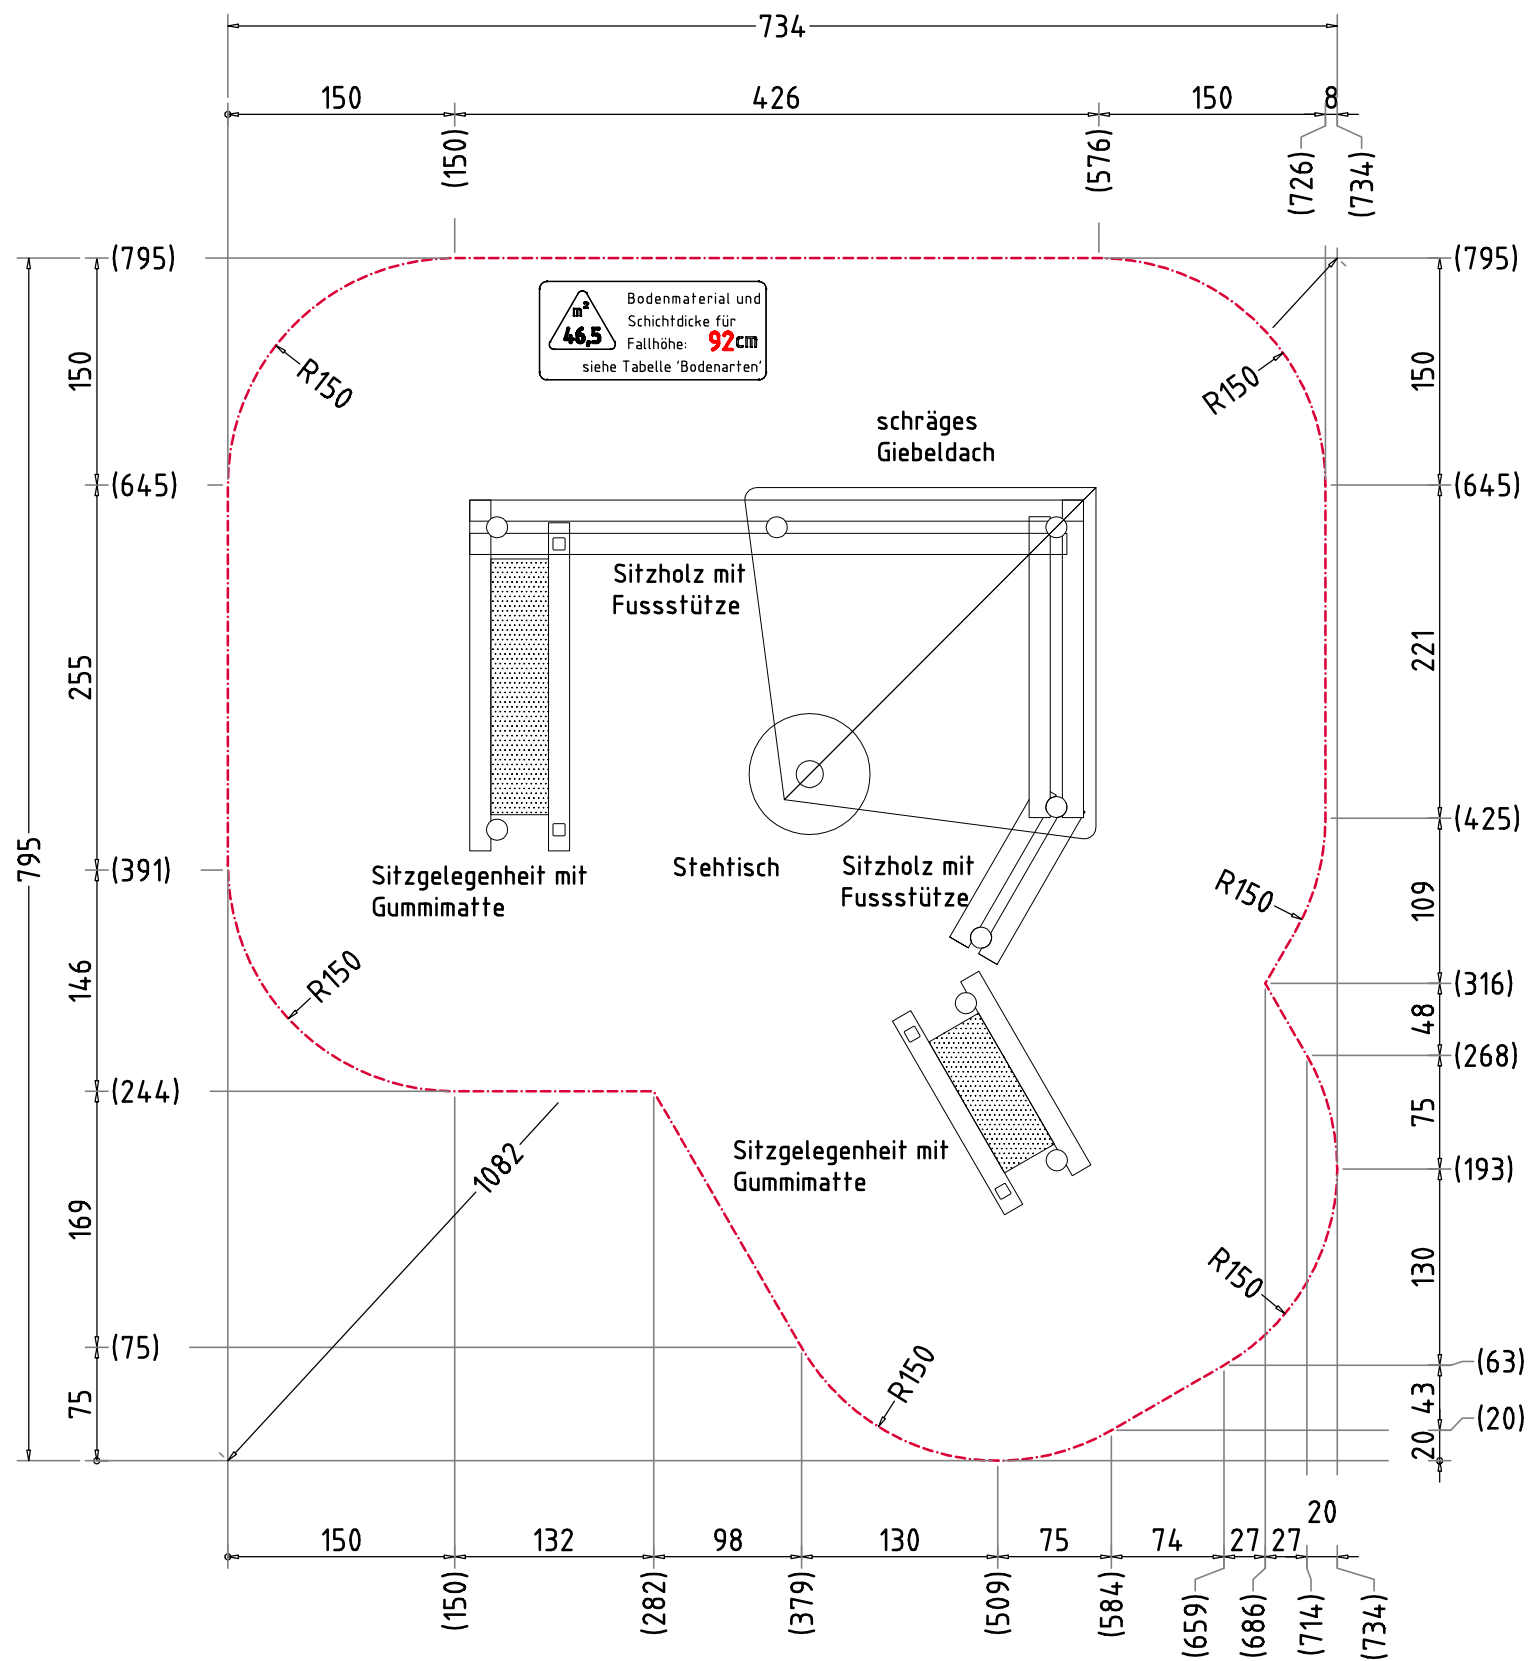 734
150
426
150
8
(150)
(576)
(726)
(734)
(795)
(795)
m²
46,5
Bodenmaterial und
Schichtdicke für
Fallhöhe: 92cm
siehe Tabelle 'Bodenarten'
150
R150
R150
150
schräges
Giebeldach
(645)
(645)
Sitzholz mit
Fussstütze
255
221
795
(425)
Sitzgelegenheit mit
Gummimatte
Stehtisch
Sitzholz mit
Fussstütze
(391)
R150
109
146
R150
(316)
48
(268)
(244)
75
1082
Sitzgelegenheit mit
Gummimatte
(193)
169
R150
130
(75)
(63)
75
R150
43
(20)
20
20
150
132
98
130
75
74
27
27
(150)
(282)
(379)
(509)
(584)
(659)
(686)
(714)
(734)